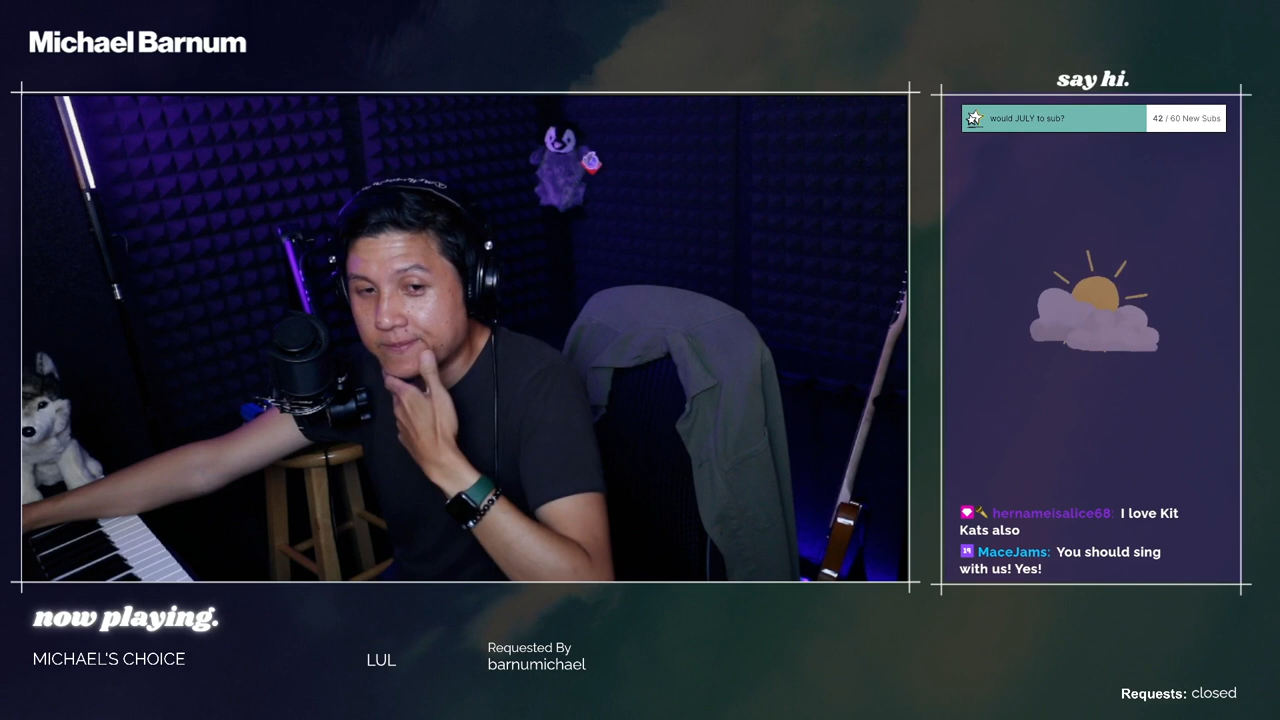 Michael Barnum
say hi.
would JULY to sub?
42 / 60 New Subs
hernameisalice68: I love Kit
Kats also
MaceJams: You should sing
with us! Yes!
now playing.
MICHAEL'S CHOICE
LUL
Requested By
barnumichael
Requests: closed